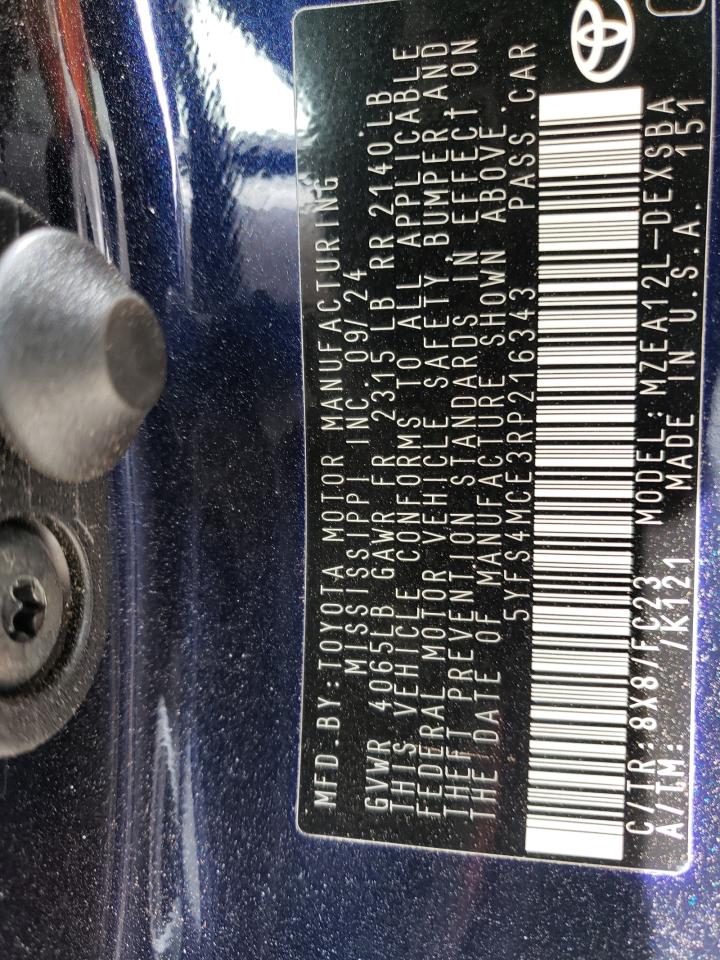 MFD.BY:TOYOTA MOTOR MANUFACTURING
MISSISSIPPI INC. 09/24
GVWR 4065LB GAWR FR 2315 LB RR 2140 LB
THIS VEHICLE CONFORMS TO ALL APPLICABLE
FEDERAL MOTOR VEHICLE SAFETY, BUMPER, AND
THEFT PREVENTION STANDARDS IN EFFECT ON
THE DATE OF MANUFACTURE SHOWN ABOVE.
5YFS4MCE3RP216343 PASS.CAR
C/TR:8X8/FC23 MODEL:MZEA12L-DEXSBA
A/TM: /K121 MADE IN U.S.A. 151